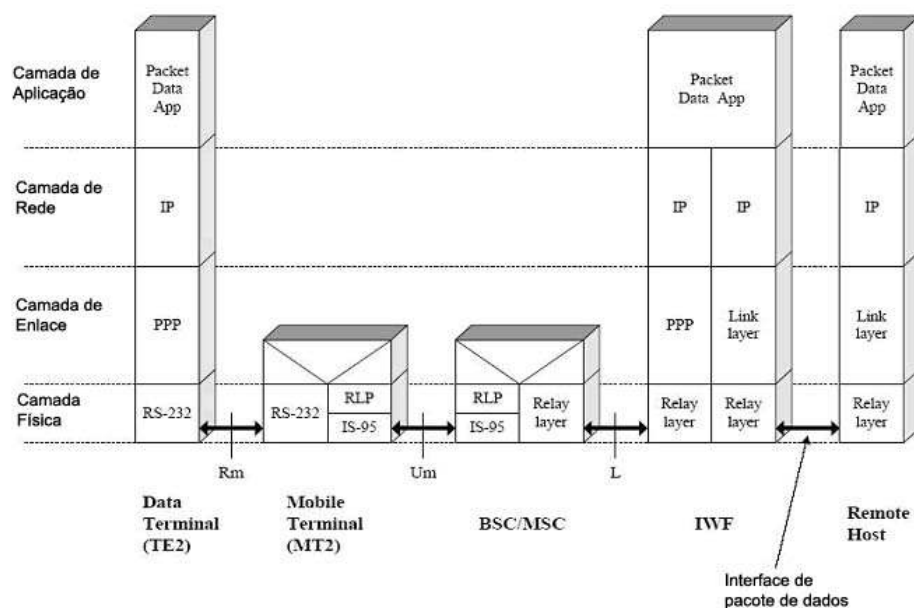 Camada de
Aplicação
Packet
Data
App
Packet
Data App
Packet
Data
App
Camada de
Rede
IP
IP
IP
IP
Camada de
Enlace
PPP
PPP
Link
layer
Link
layer
Camada
Física
RS-232
RS-232
RLP
IS-95
RLP
IS-95
Relay
layer
Relay
layer
Relay
layer
Relay
layer
Rm
Um
L
Data
Terminal
(TE2)
Mobile
Terminal
(MT2)
BSC/MSC
IWF
Remote
Host
Interface de
pacote de dados